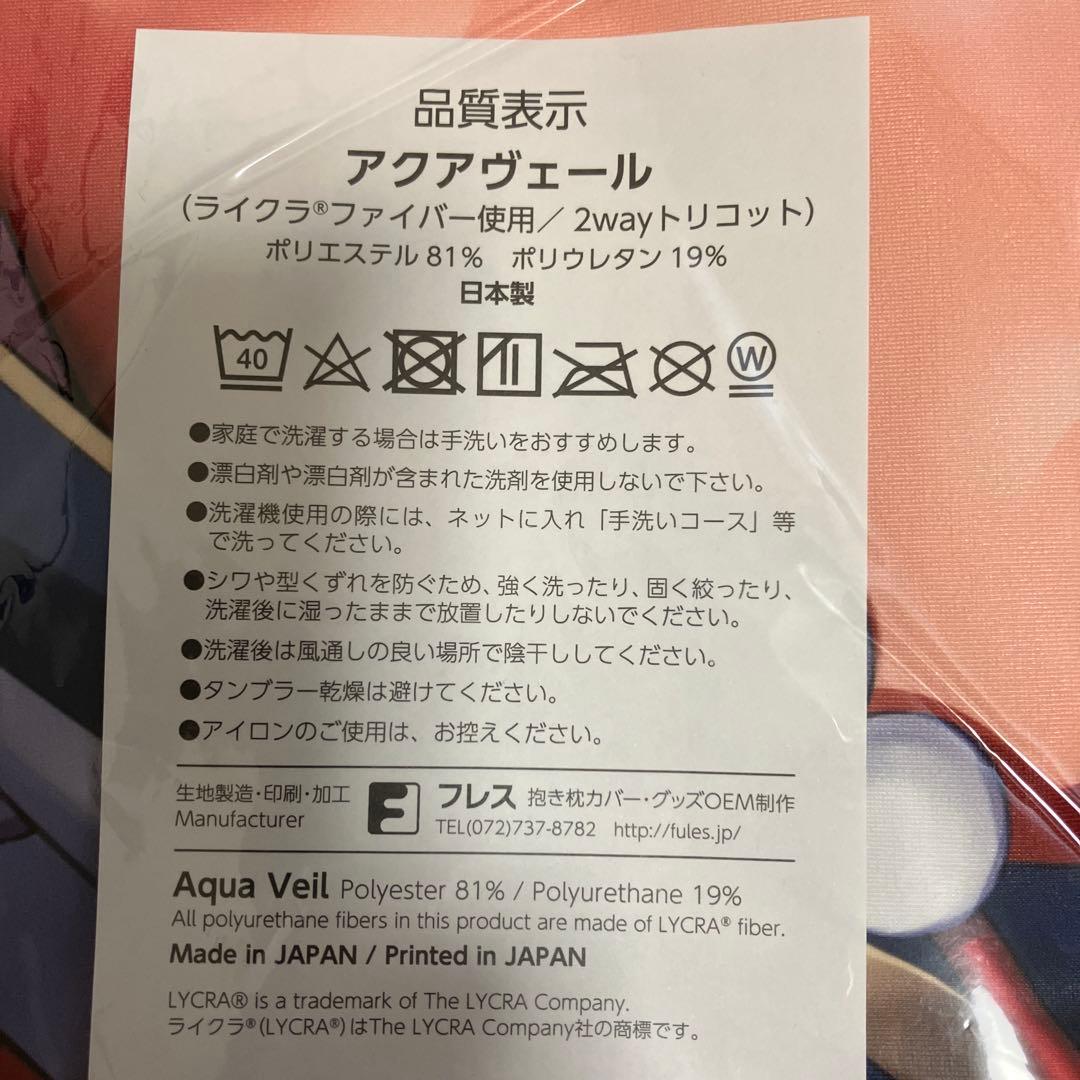 品質表示
アクアヴェール
(ライクラ®ファイバー使用/ 2wayトリコット)
ポリエステル 81% ポリウレタン 19%
日本製
40 W
●家庭で洗濯する場合は手洗いをおすすめします。
●漂白剤や漂白剤が含まれた洗剤を使用しないで下さい。
●洗濯機使用の際には、ネットに入れ「手洗いコース」等
で洗ってください。
●シワや型くずれを防ぐため、強く洗ったり、固く絞ったり、
洗濯後に湿ったままで放置したりしないでください。
●洗濯後は風通しの良い場所で陰干ししてください。
●タンブラー乾燥は避けてください。
●アイロンのご使用は、お控えください。
生地製造・印刷・加工 フレス 抱き枕カバー・グッズOEM制作
Manufacturer TEL(072)737-8782 http://fules.jp/
Aqua Veil Polyester 81% / Polyurethane 19%
All polyurethane fibers in this product are made of LYCRA® fiber.
Made in JAPAN / Printed in JAPAN
LYCRA® is a trademark of The LYCRA Company.
ライクラ®(LYCRA®)はThe LYCRA Company社の商標です。